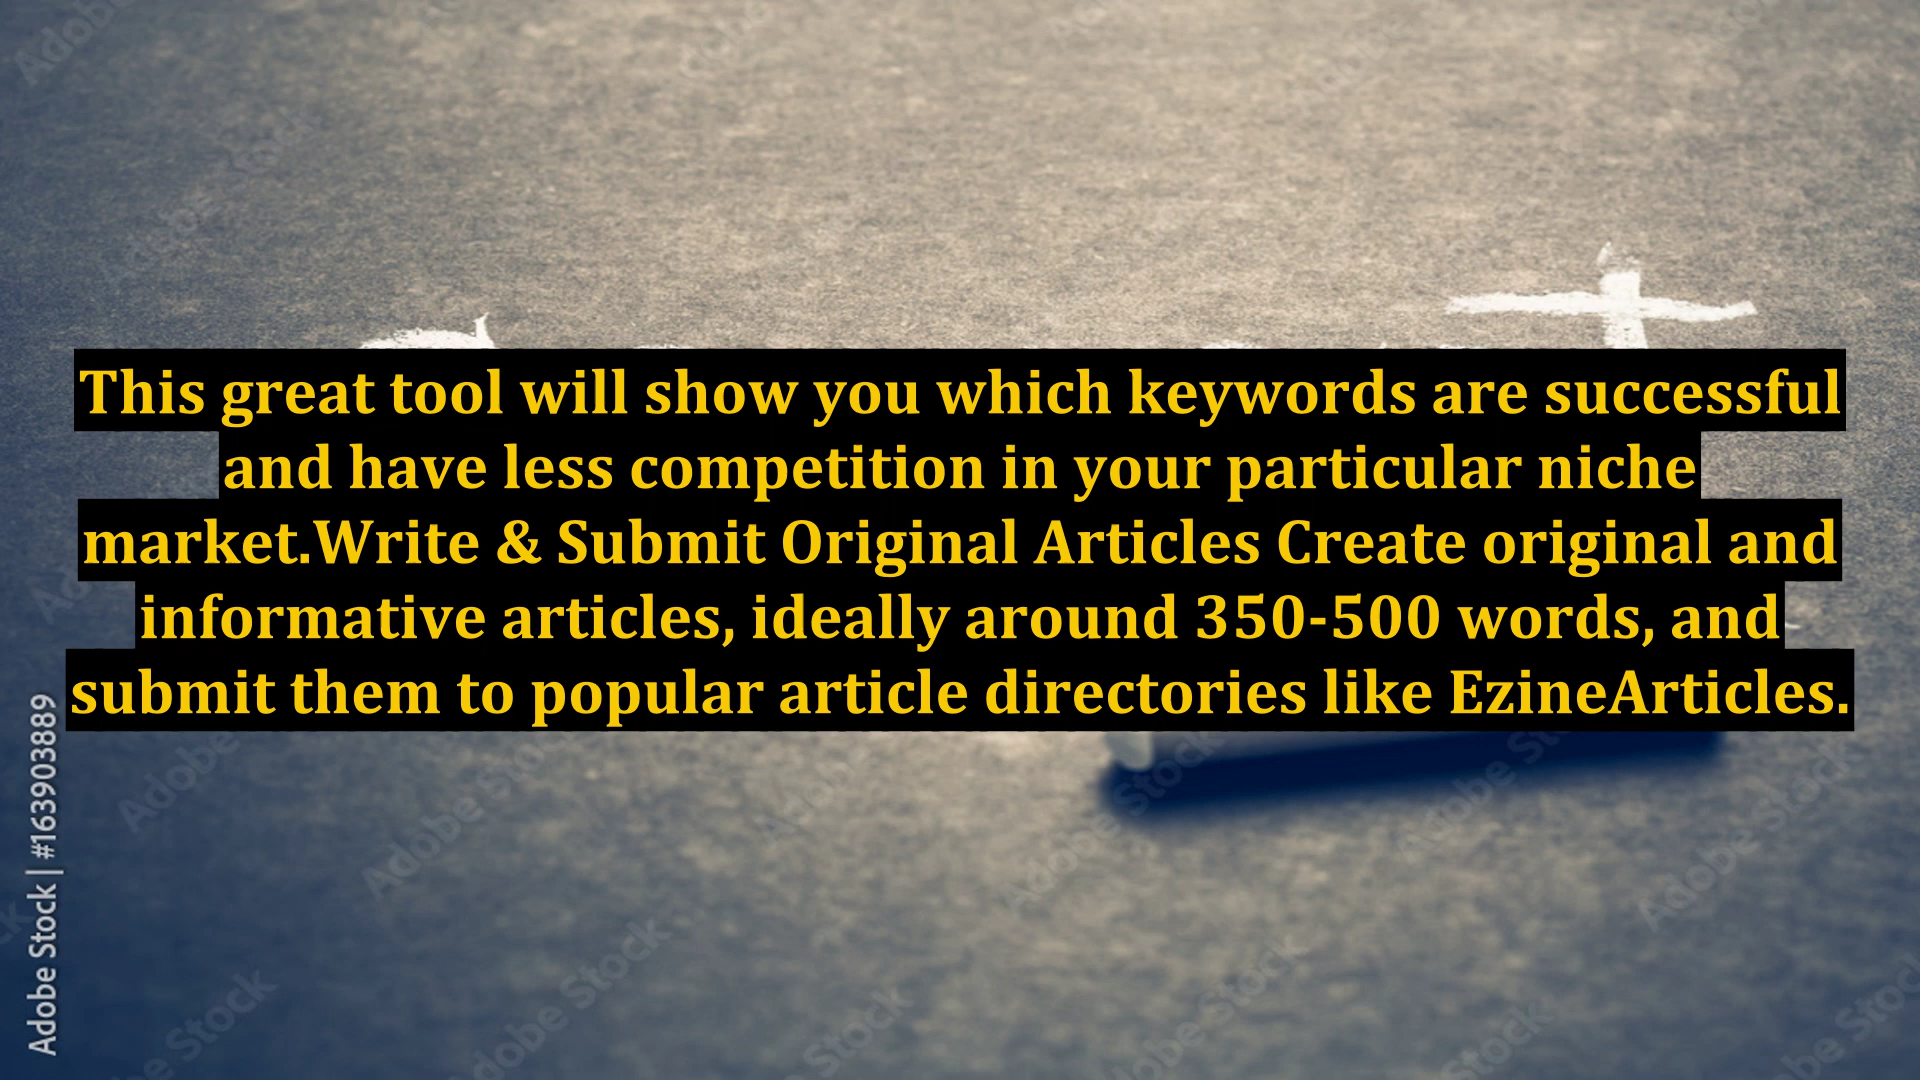 This great tool will show you which keywords are successful
and have less competition in your particular niche
market.Write & Submit Original Articles Create original and
informative articles, ideally around 350-500 words, and
submit them to popular article directories like EzineArticles.
Adobe Stock | #163903889